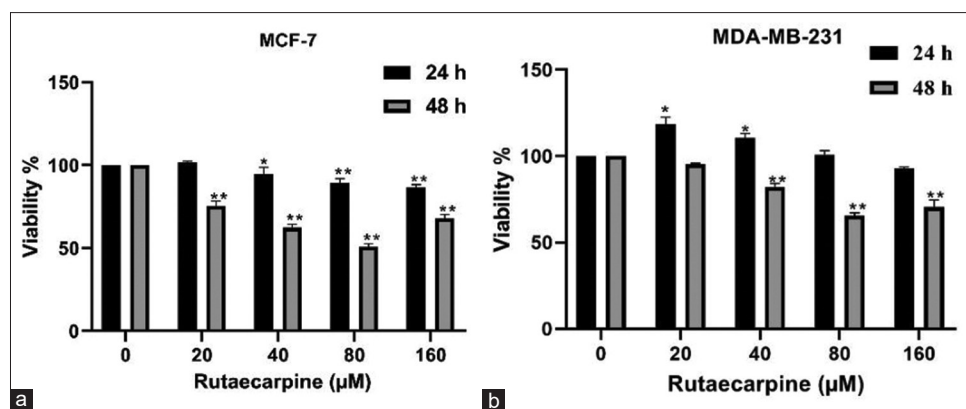 MCF-7
24 h
48 h
150
100
50
0
Viability %
*
**
**
**
**
**
**
**
0 20 40 80 160
Rutaecarpine (µM)
a
MDA-MB-231
24 h
48 h
150
100
50
0
Viability %
*
*
**
**
**
0 20 40 80 160
Rutaecarpine (µM)
b